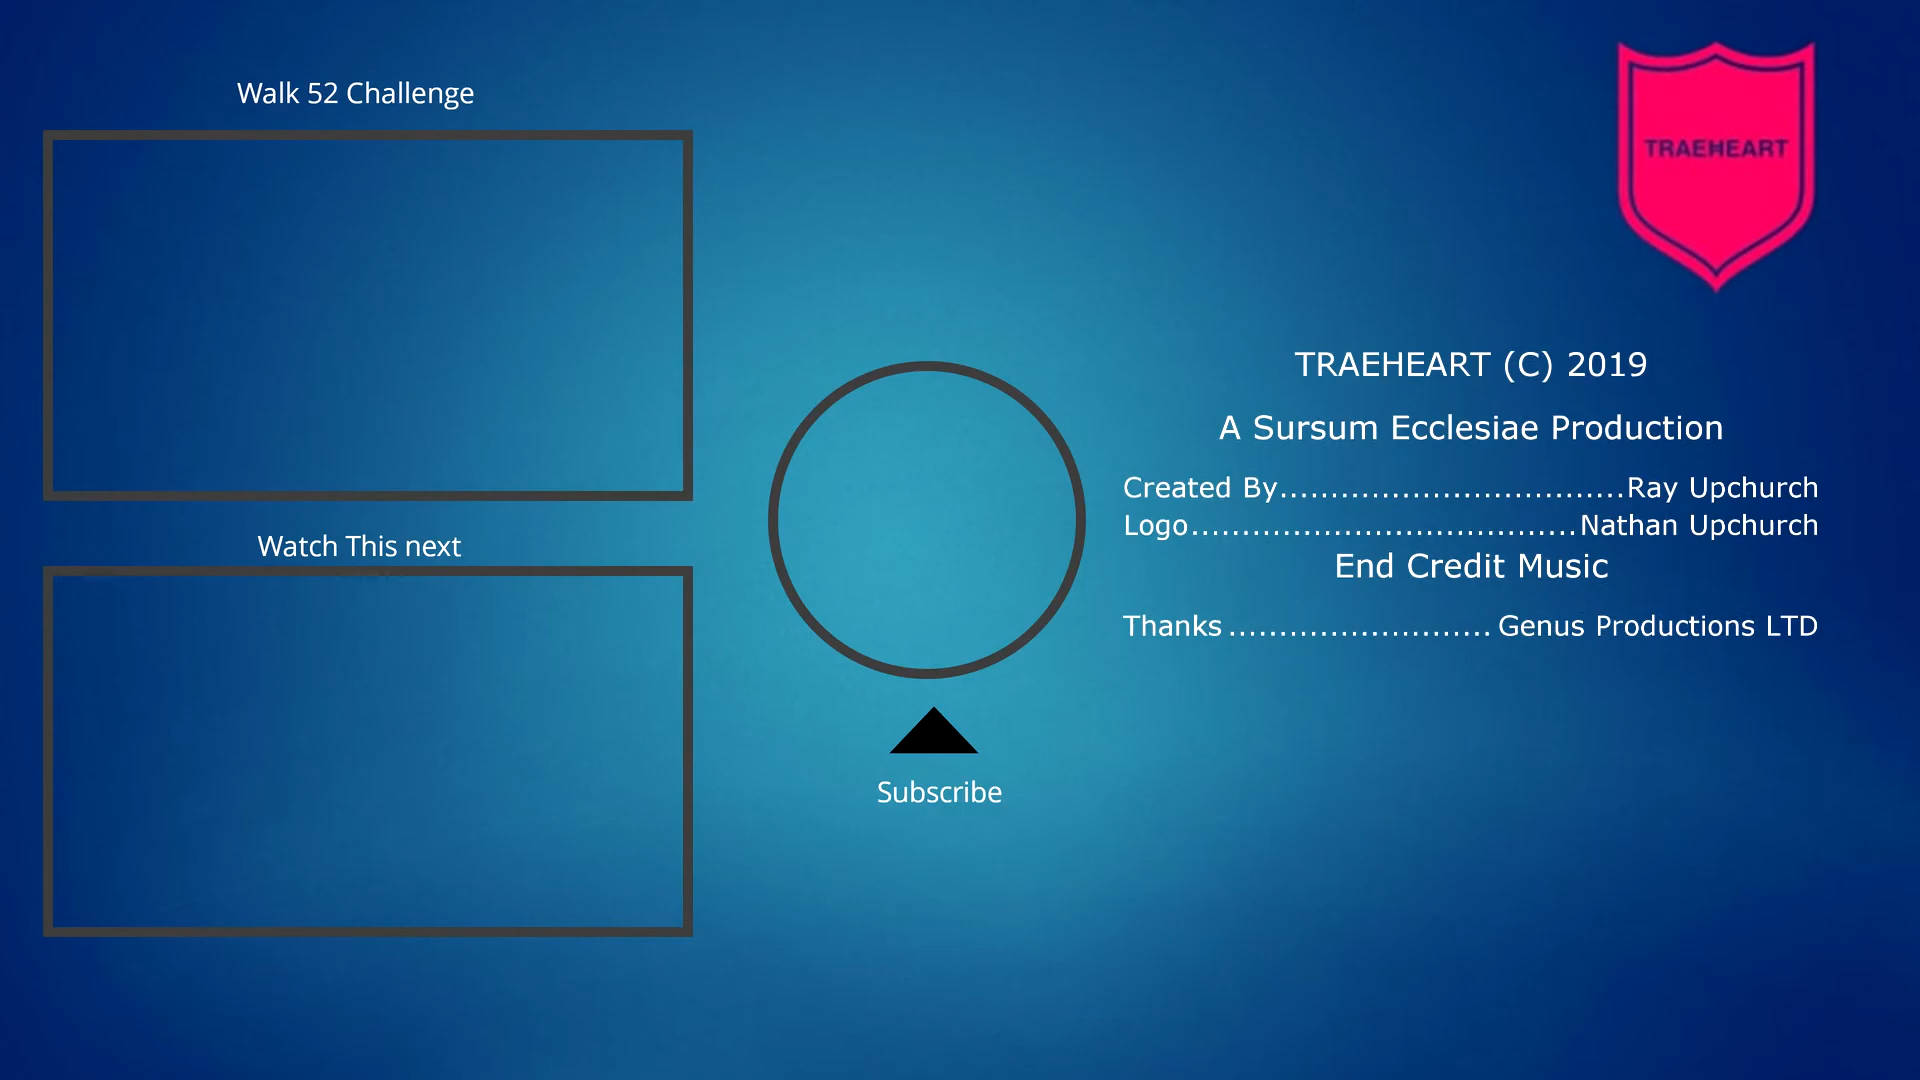 Walk 52 Challenge
Watch This next
Subscribe
TRAEHEART
TRAEHEART (C) 2019
A Sursum Ecclesiae Production
Created By..................................Ray Upchurch
Logo......................................Nathan Upchurch
End Credit Music
Thanks.......................... Genus Productions LTD